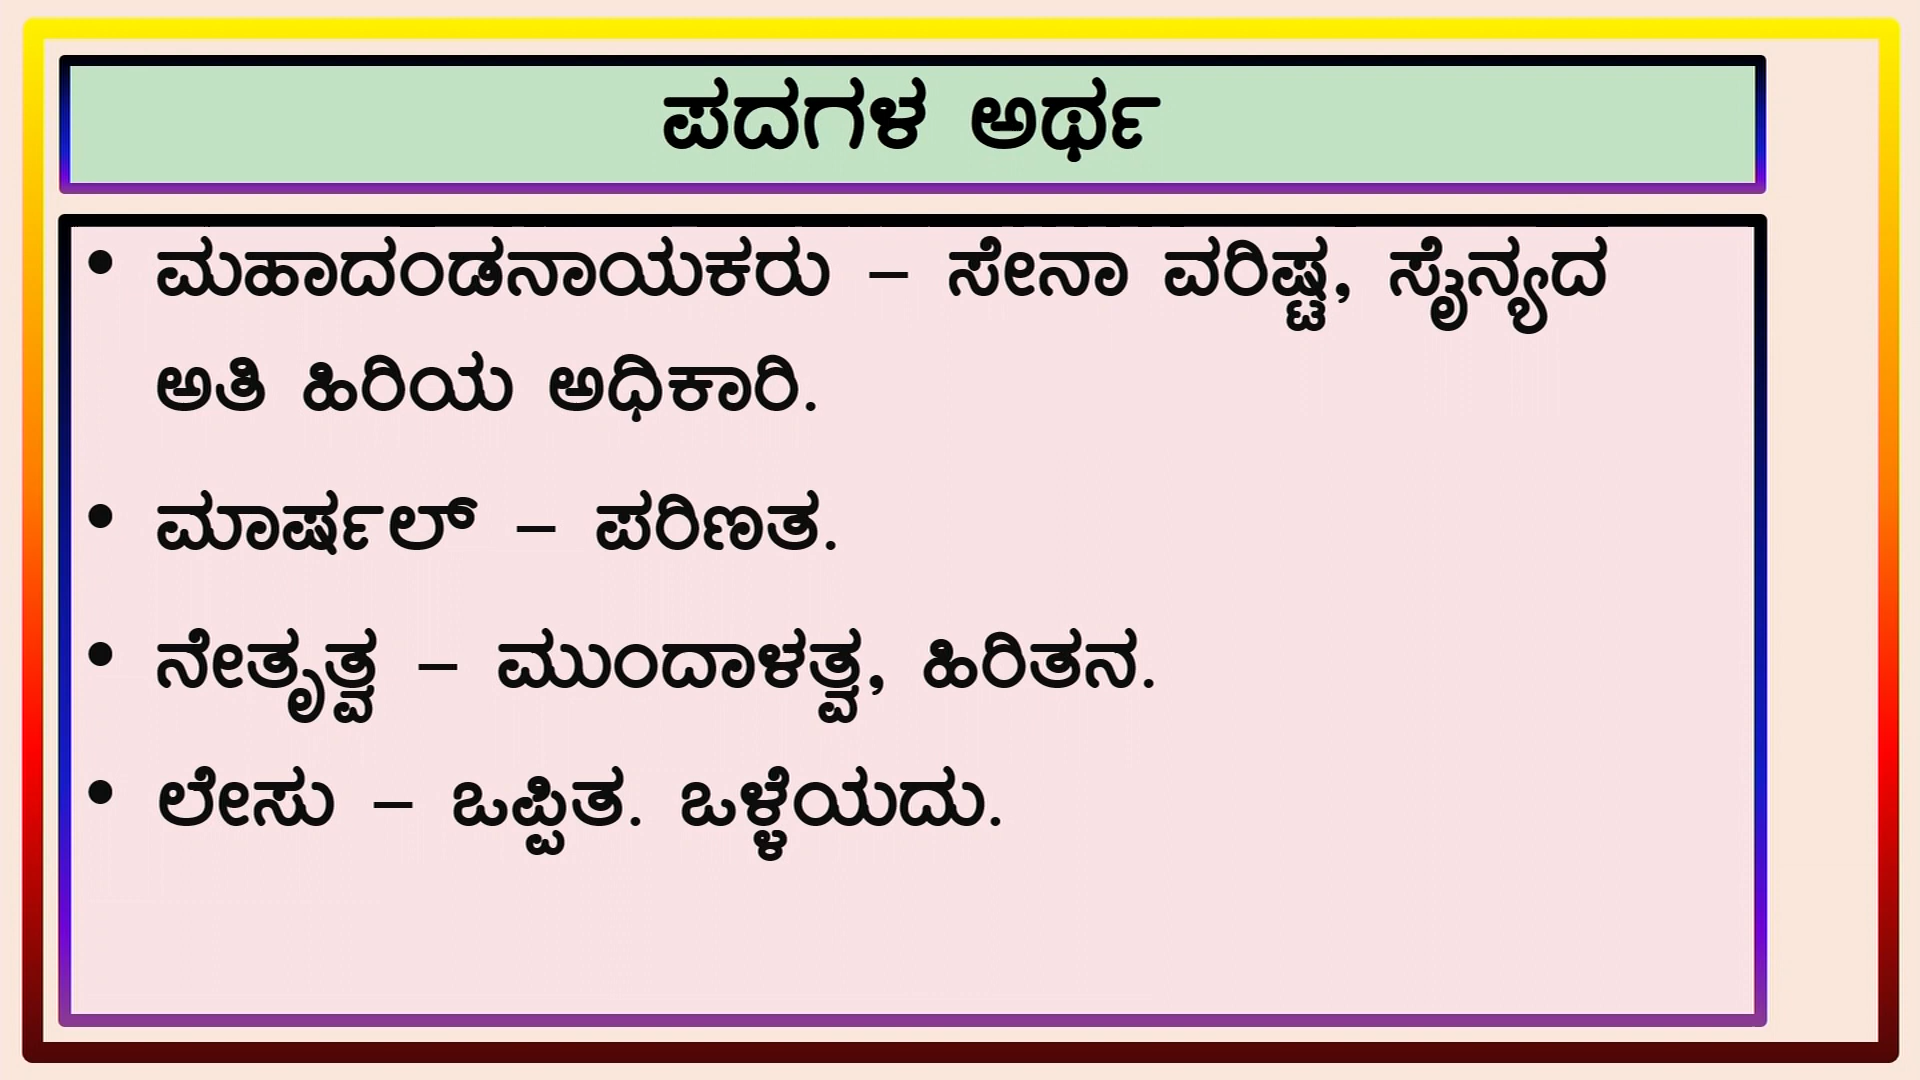 ಪದಗಳ ಅರ್ಥ
• ಮಹಾದಂಡನಾಯಕರು – ಸೇನಾ ವರಿಷ್ಟ, ಸೈನ್ಯದ
ಅತಿ ಹಿರಿಯ ಅಧಿಕಾರಿ.
• ಮಾರ್ಷಲ್ – ಪರಿಣತ.
• ನೇತೃತ್ವ – ಮುಂದಾಳತ್ವ, ಹಿರಿತನ.
• ಲೇಸು – ಒಪ್ಪಿತ. ಒಳ್ಳೆಯದು.